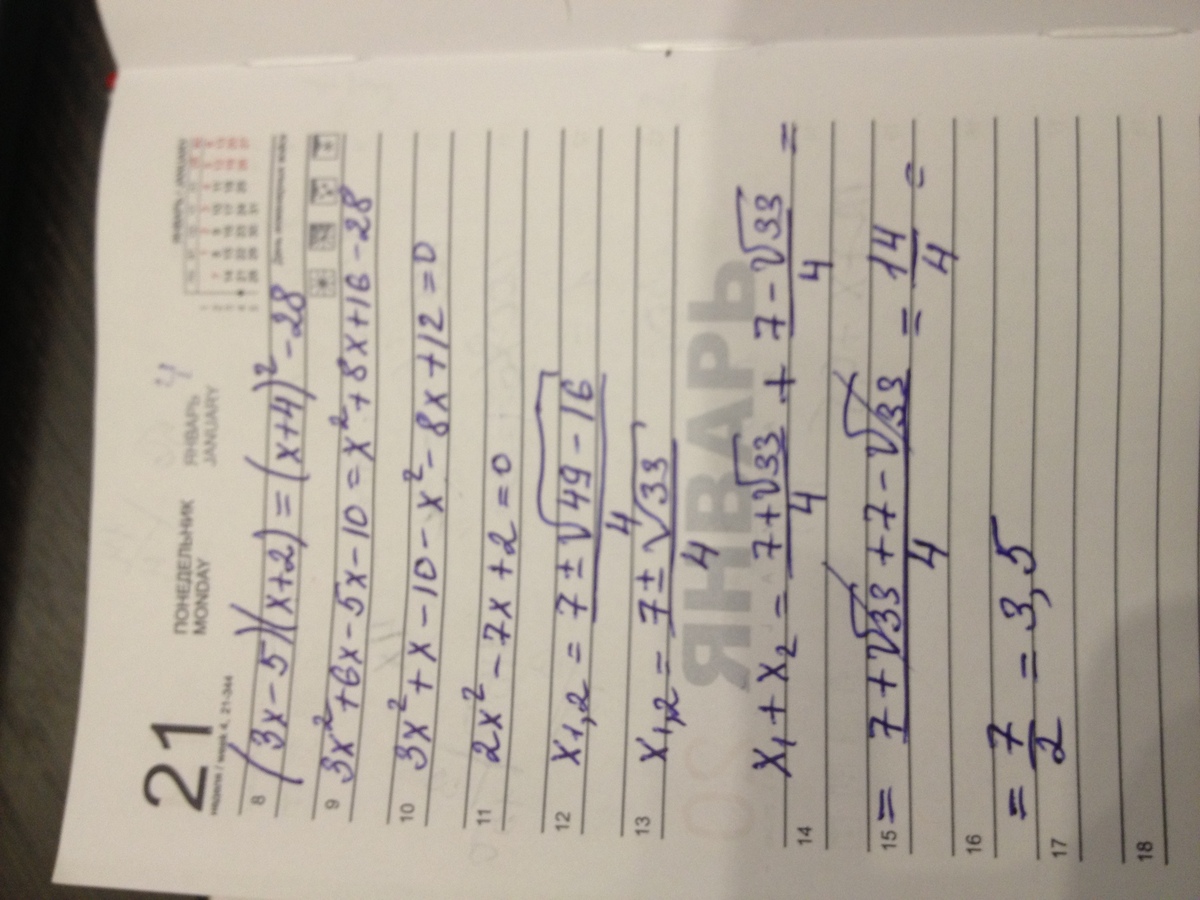 21
ПОНЕДЕЛЬНИК
MONDAY
ЯНВАРЬ
JANUARY
ЯНВАРЬ / JANUARY
8 (3x-5)(x+2)=(x+4)²-28
9 3x²+6x-5x-10=x²+8x+16-28
10 3x²+x-10-x²-8x+12=0
11 2x²-7x+2=0
12 x1,2 = (7±√(49-16))/4
13 x1,2 = (7±√33)/4
ЯНВАРЬ
14 x1+x2 = (7+√33)/4 + (7-√33)/4 =
15 = (7+√33+7-√33)/4 = 14/4 =
16
17 = 7/2 = 3,5
18